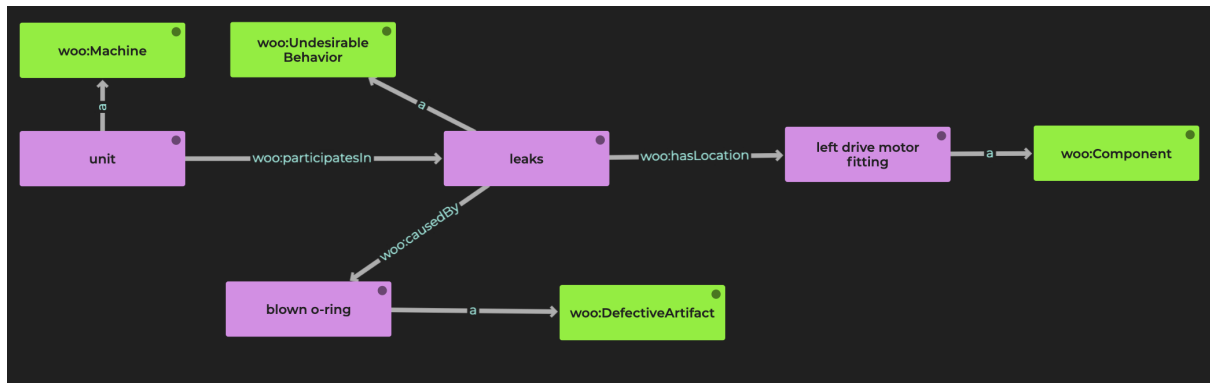 woo:Machine
woo:Undesirable
Behavior
a
a
unit
woo:participatesIn
leaks
woo:hasLocation
left drive motor
fitting
a
woo:Component
woo:causedBy
blown o-ring
a
woo:DefectiveArtifact